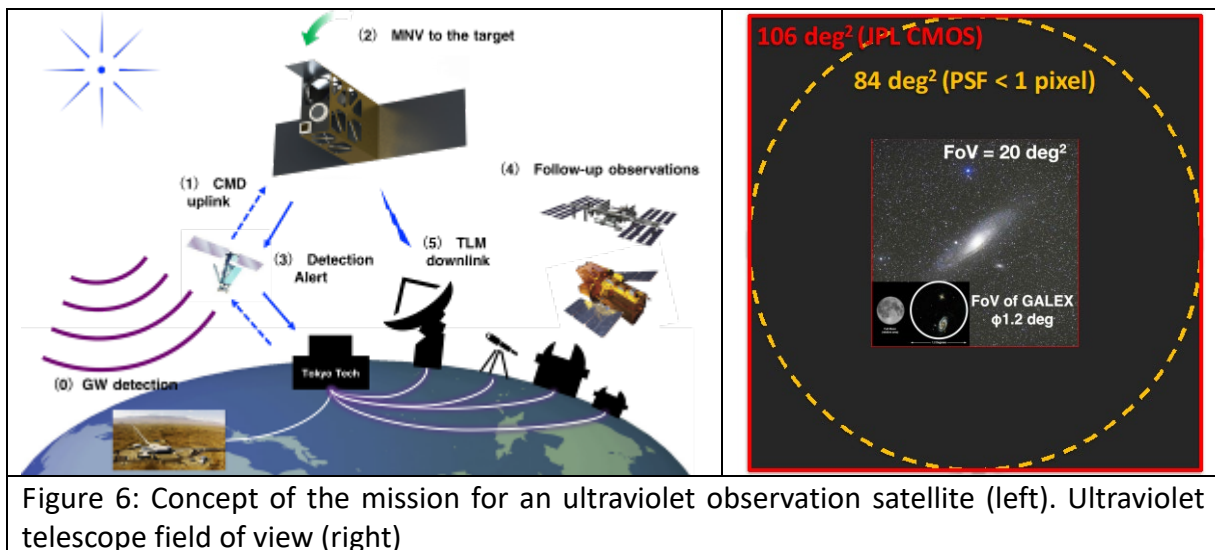 (2) MNV to the target
(1) CMD
uplink
(4) Follow-up observations
(3) Detection
Alert
(5) TLM
downlink
(0) GW detection
Tokyo Tech
106 deg² (JPL CMOS)
84 deg² (PSF < 1 pixel)
FoV = 20 deg²
FoV of GALEX
φ1.2 deg
Figure 6: Concept of the mission for an ultraviolet observation satellite (left). Ultraviolet
telescope field of view (right)